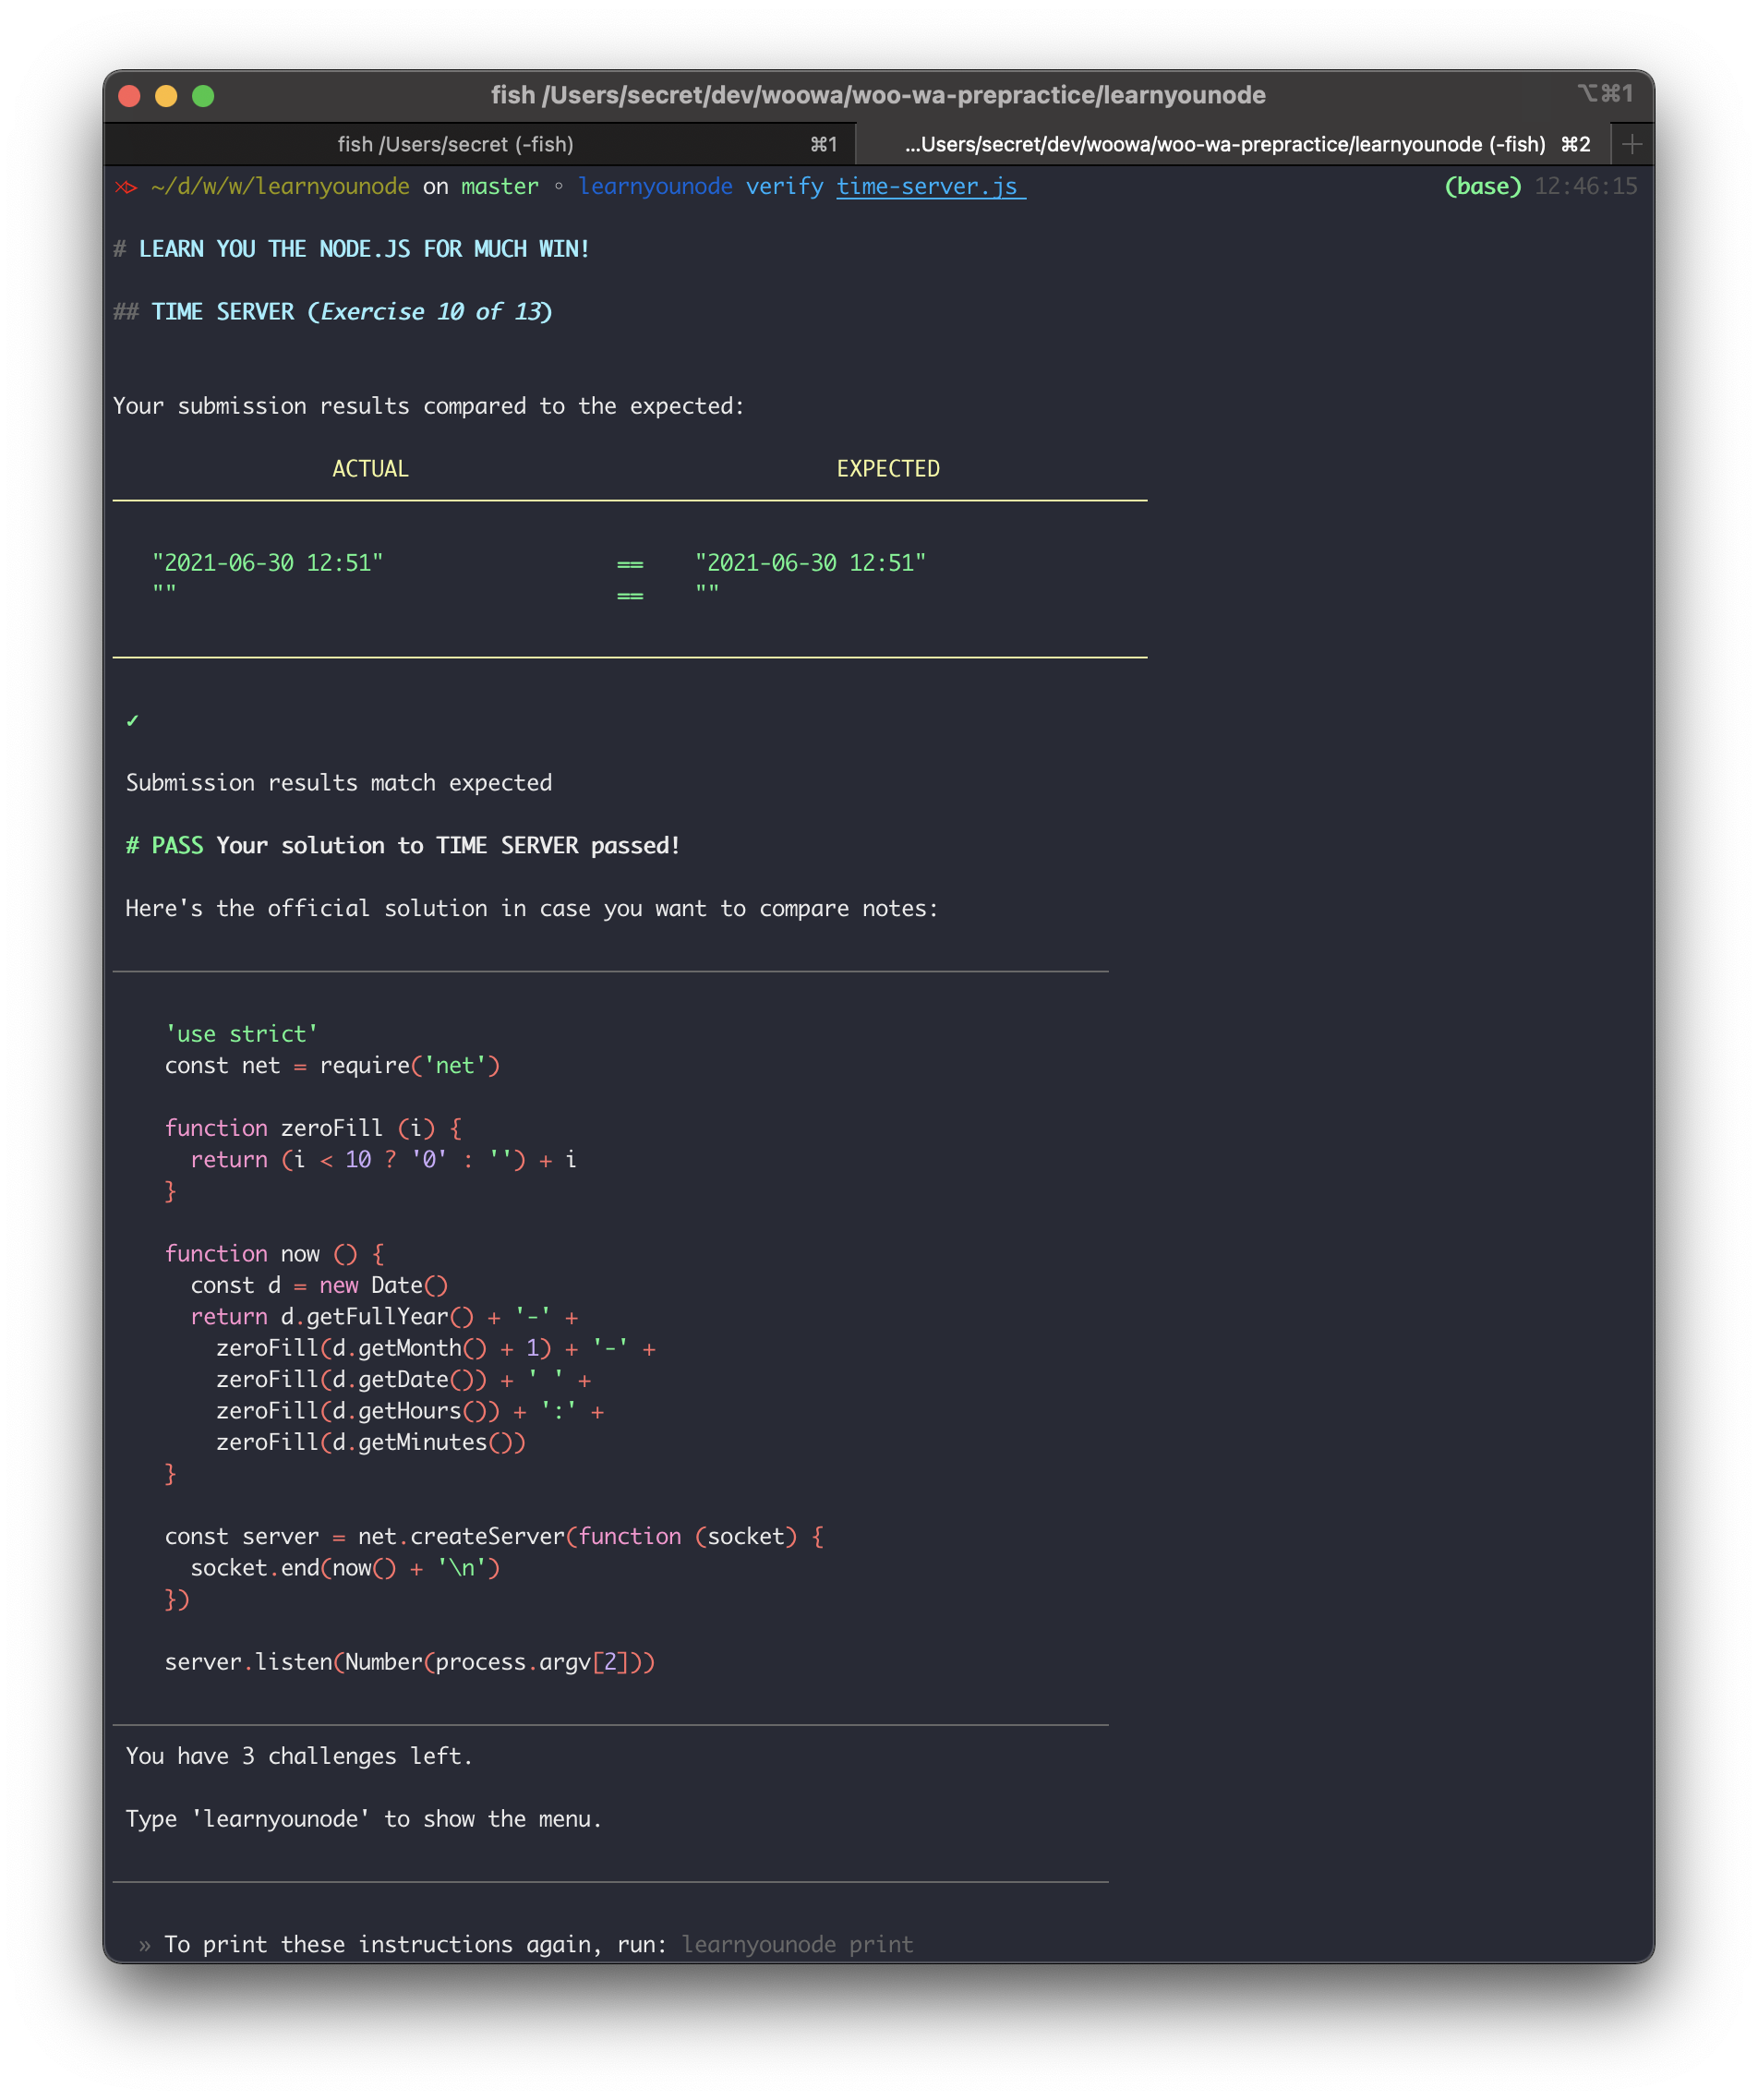 fish /Users/secret/dev/woowa/woo-wa-prepractice/learnyounode ⌥⌘1
fish /Users/secret (-fish) ⌘1 ...Users/secret/dev/woowa/woo-wa-prepractice/learnyounode (-fish) ⌘2
~/d/w/w/learnyounode on master ◦ learnyounode verify time-server.js (base) 12:46:15
# LEARN YOU THE NODE.JS FOR MUCH WIN!
## TIME SERVER (Exercise 10 of 13)
Your submission results compared to the expected:
ACTUAL EXPECTED
"2021-06-30 12:51" == "2021-06-30 12:51"
"" == ""
✓
Submission results match expected
# PASS Your solution to TIME SERVER passed!
Here's the official solution in case you want to compare notes:
'use strict'
const net = require('net')
function zeroFill (i) {
return (i < 10 ? '0' : '') + i
}
function now () {
const d = new Date()
return d.getFullYear() + '-' +
zeroFill(d.getMonth() + 1) + '-' +
zeroFill(d.getDate()) + ' ' +
zeroFill(d.getHours()) + ':' +
zeroFill(d.getMinutes())
}
const server = net.createServer(function (socket) {
socket.end(now() + '\n')
})
server.listen(Number(process.argv[2]))
You have 3 challenges left.
Type 'learnyounode' to show the menu.
» To print these instructions again, run: learnyounode print